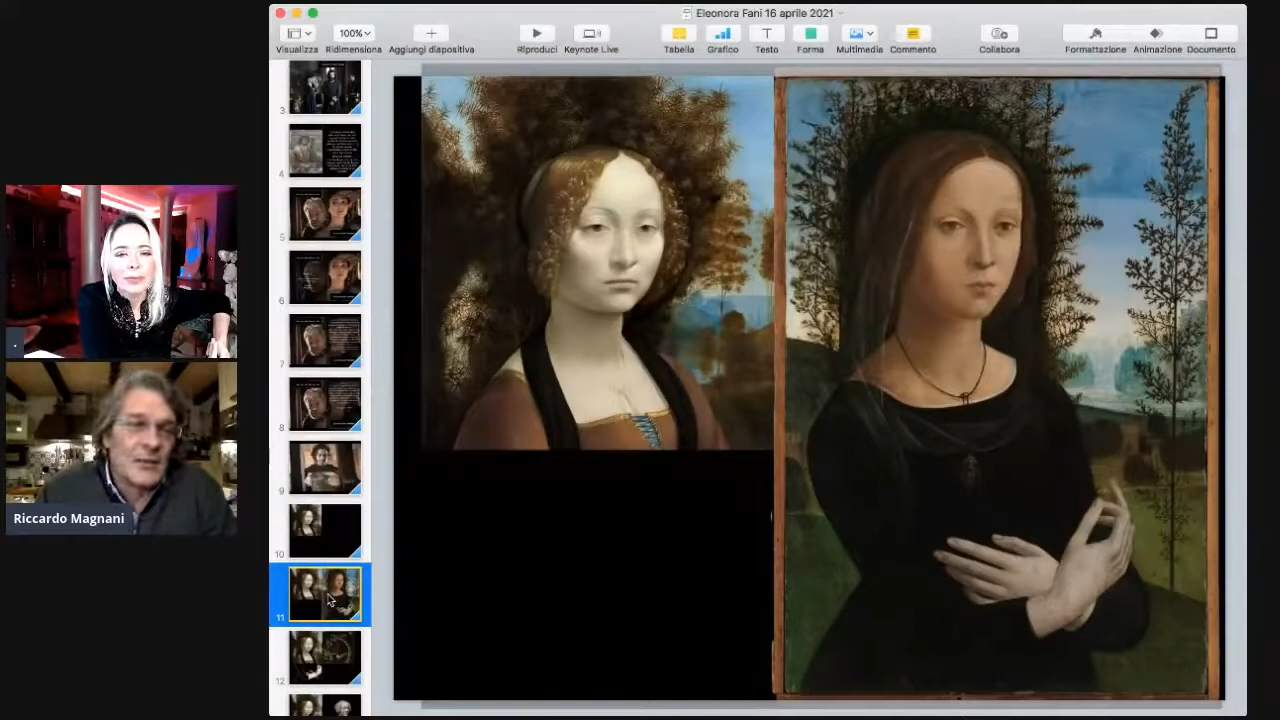 Eleonora Fani 16 aprile 2021
100%
Visualizza
Ridimensiona
Aggiungi diapositiva
Riproduci
Keynote Live
Tabella
Grafico
Testo
Forma
Multimedia
Commento
Collabora
Formattazione
Animazione
Documento
3
4
5
6
7
8
9
10
11
12
Riccardo Magnani